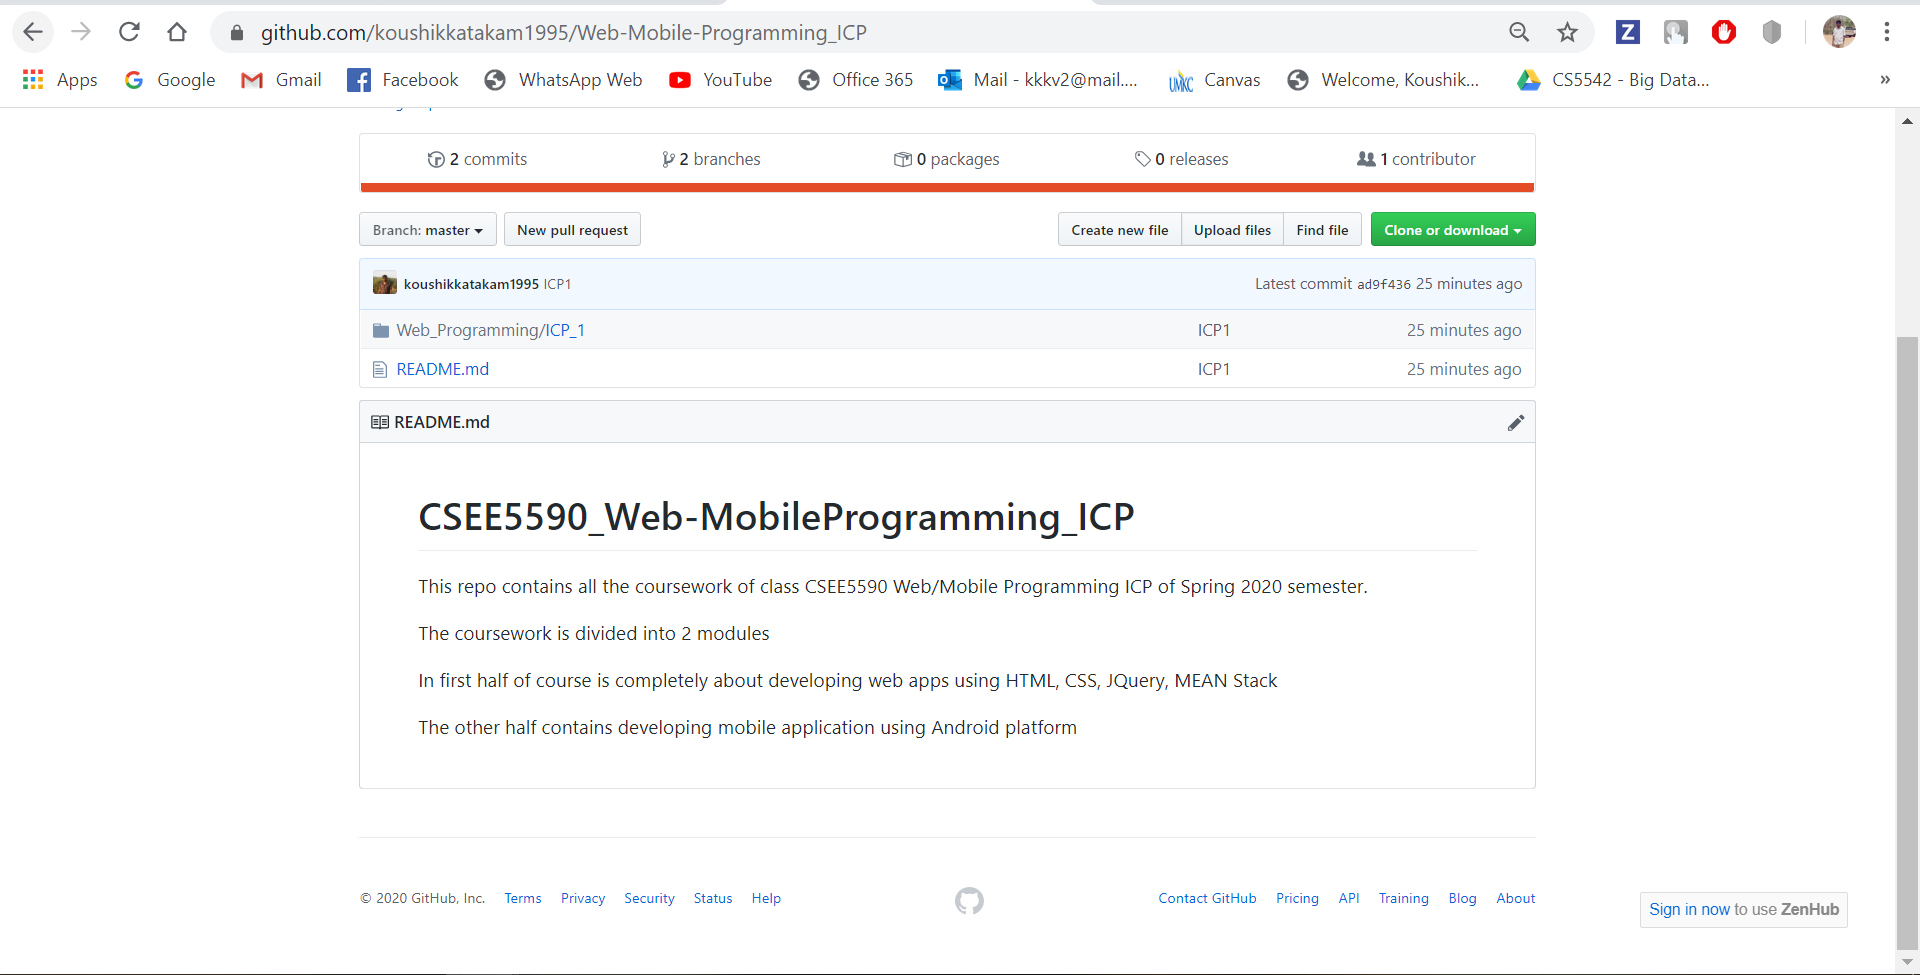 github.com/koushikkatakam1995/Web-Mobile-Programming_ICP
Apps Google Gmail Facebook WhatsApp Web YouTube Office 365 Mail - kkkv2@mail.... UMKC Canvas Welcome, Koushik... CS5542 - Big Data... »
2 commits 2 branches 0 packages 0 releases 1 contributor
Branch: master New pull request Create new file Upload files Find file Clone or download
koushikkatakam1995 ICP1 Latest commit ad9f436 25 minutes ago
Web_Programming/ICP_1 ICP1 25 minutes ago
README.md ICP1 25 minutes ago
README.md
CSEE5590_Web-MobileProgramming_ICP
This repo contains all the coursework of class CSEE5590 Web/Mobile Programming ICP of Spring 2020 semester.
The coursework is divided into 2 modules
In first half of course is completely about developing web apps using HTML, CSS, JQuery, MEAN Stack
The other half contains developing mobile application using Android platform
© 2020 GitHub, Inc. Terms Privacy Security Status Help Contact GitHub Pricing API Training Blog About
Sign in now to use ZenHub